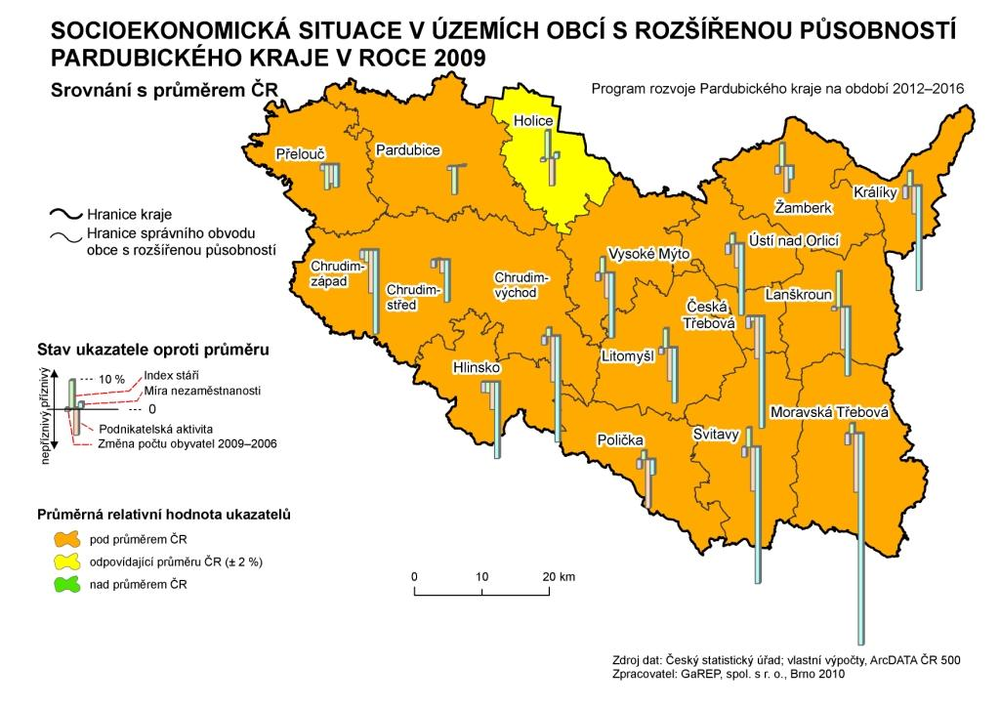 SOCIOEKONOMICKÁ SITUACE V ÚZEMÍCH OBCÍ S ROZŠÍŘENOU PŮSOBNOSTÍ
PARDUBICKÉHO KRAJE V ROCE 2009
Srovnání s průměrem ČR
Program rozvoje Pardubického kraje na období 2012–2016
Holice
Přelouč
Pardubice
Králíky
Žamberk
Hranice kraje
Hranice správního obvodu
obce s rozšířenou působností
Ústí nad Orlicí
Vysoké Mýto
Chrudim-
západ
Chrudim-
střed
Chrudim-
východ
Lanškroun
Česká
Třebová
Stav ukazatele oproti průměru
Litomyšl
Hlinsko
nepříznivý příznivý
10 %
Index stáří
Míra nezaměstnanosti
0
Podnikatelská aktivita
Změna počtu obyvatel 2009–2006
Moravská Třebová
Svitavy
Polička
Průměrná relativní hodnota ukazatelů
pod průměrem ČR
odpovídající průměru ČR (± 2 %)
nad průměrem ČR
0 10 20 km
Zdroj dat: Český statistický úřad; vlastní výpočty, ArcDATA ČR 500
Zpracovatel: GaREP, spol. s r. o., Brno 2010